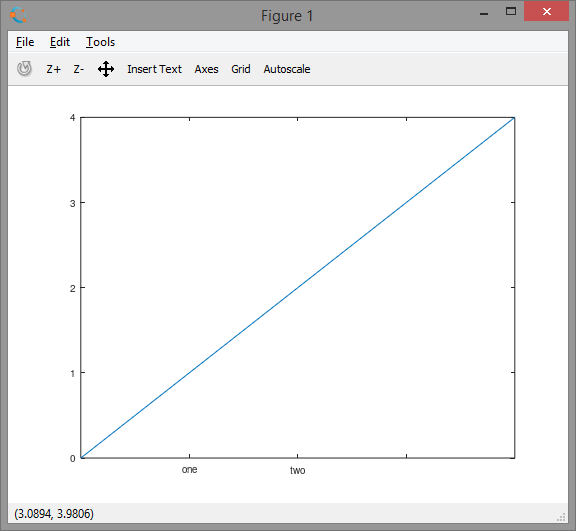 Figure 1
File Edit Tools
Z+ Z- Insert Text Axes Grid Autoscale
4
3
2
1
0
one two
(3.0894, 3.9806)